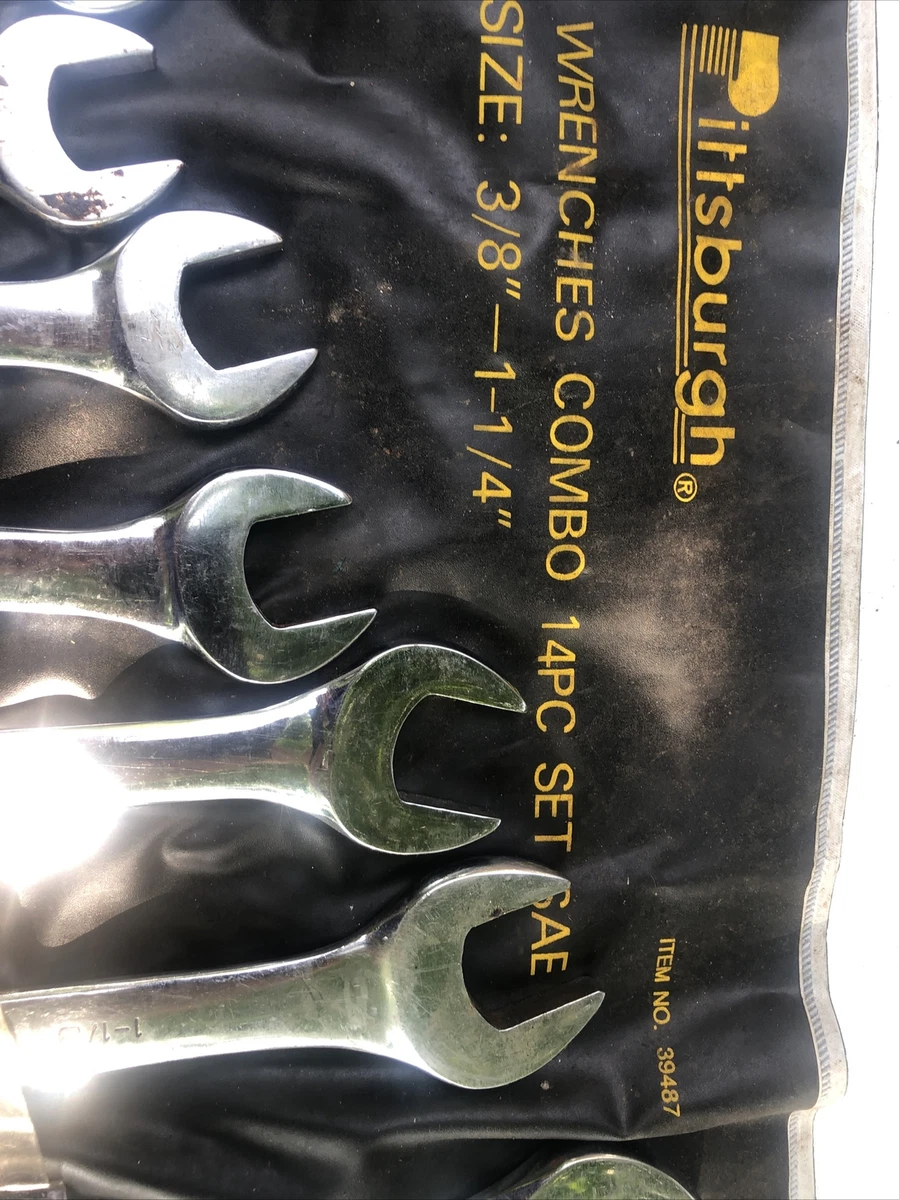 Pittsburgh®
WRENCHES COMBO 14PC SET SAE
SIZE: 3/8"—1-1/4"
ITEM NO. 39487